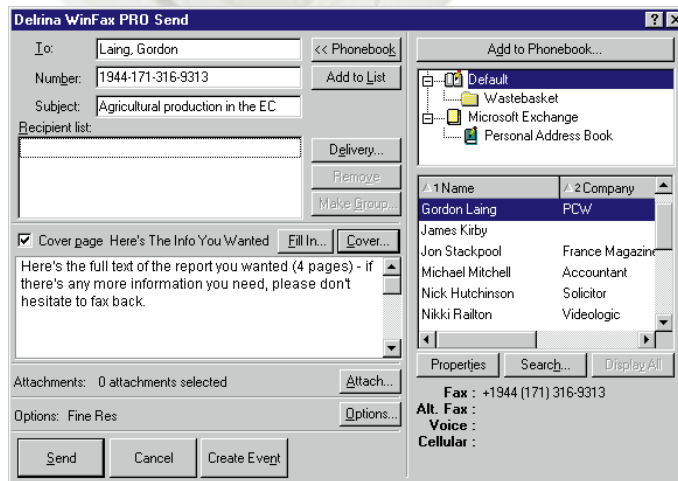 Delrina WinFax PRO Send
To: Laing, Gordon << Phonebook
Number: 1944-171-316-9313 Add to List
Subject: Agricultural production in the EC
Recipient list:
Delivery...
Remove
Make Group...
Cover page Here's The Info You Wanted Fill In... Cover...
Here's the full text of the report you wanted (4 pages) - if
there's any more information you need, please don't
hesitate to fax back.
Attachments: 0 attachments selected Attach...
Options: Fine Res Options...
Send Cancel Create Event
Add to Phonebook...
Default
Wastebasket
Microsoft Exchange
Personal Address Book
1 Name 2 Company
Gordon Laing PCW
James Kirby
Jon Stackpool France Magazine
Michael Mitchell Accountant
Nick Hutchinson Solicitor
Nikki Railton Videologic
Properties Search... Display All
Fax : +1944 (171) 316-9313
Alt. Fax :
Voice :
Cellular :